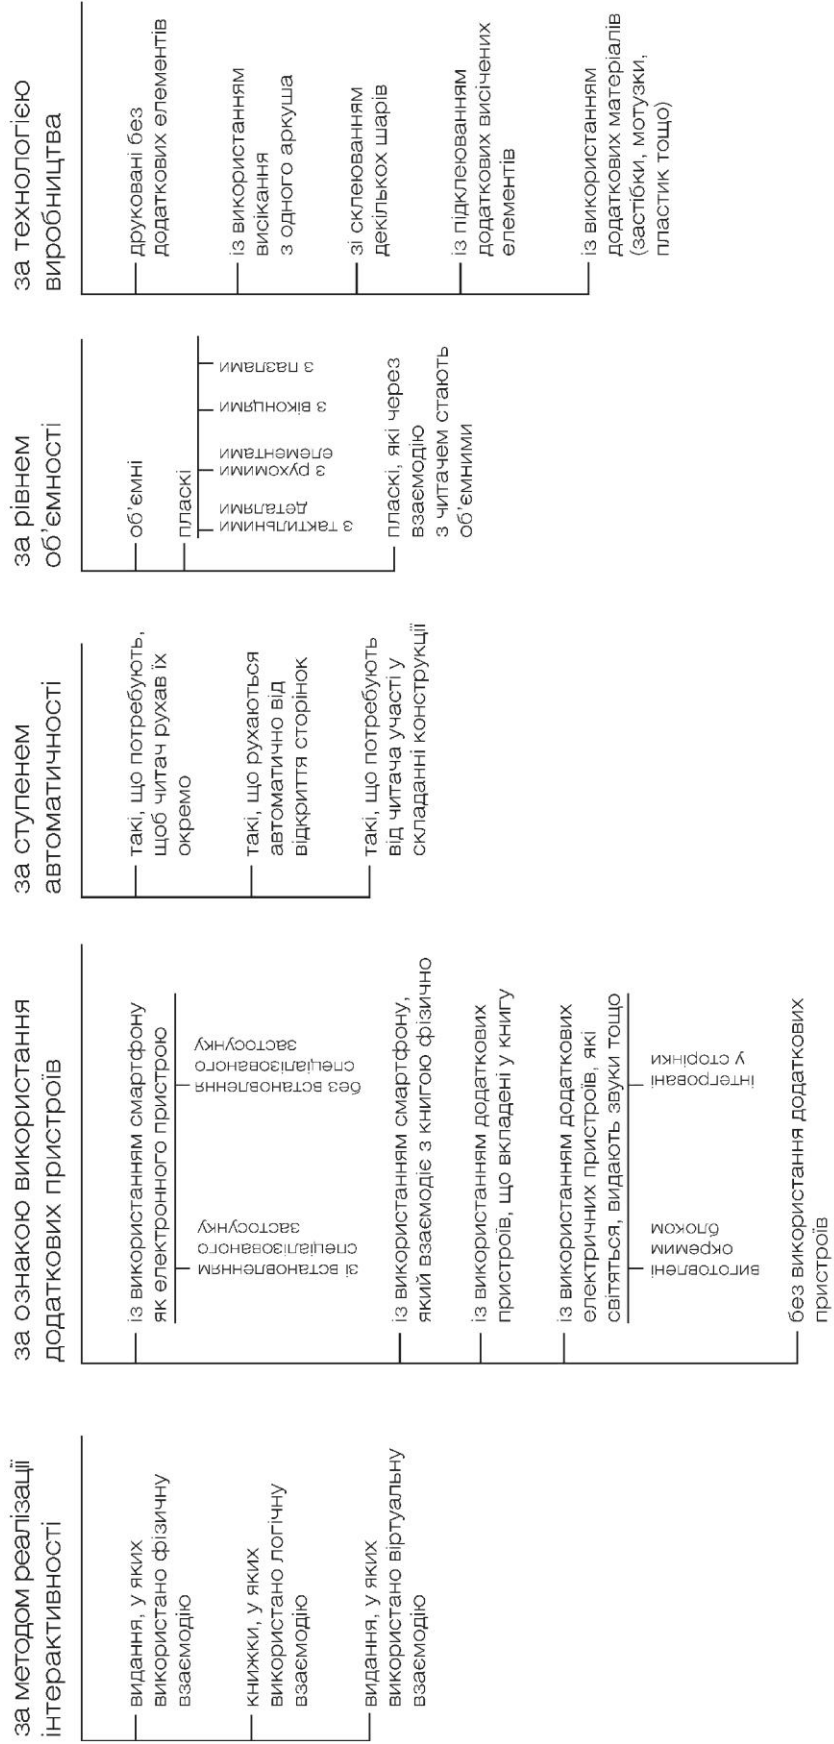 за методом реалізації
інтерактивності
видання, у яких
використано фізичну
взаємодію
книжки, у яких
використано логічну
взаємодію
видання, у яких
використано віртуальну
взаємодію
за ознакою використання
додаткових пристроїв
із використанням смартфону
як електронного пристрою
зі встановленням
спеціалізованого
застосунку
без встановлення
спеціалізованого
застосунку
із використанням смартфону,
який взаємодіє з книгою фізично
із використанням додаткових
пристроїв, що вкладені у книгу
із використанням додаткових
електричних пристроїв, які
світяться, видають звуки тощо
виготовлені
окремим
блоком
інтегровані
у сторінки
без використання додаткових
пристроїв
за ступенем
автоматичності
такі, що потребують,
щоб читач рухав їх
окремо
такі, що рухаються
автоматично від
відкриття сторінок
такі, що потребують
від читача участі у
складанні конструкції
за рівнем
об’ємності
об’ємні
пласкі
з тактильними
деталями
з рухомими
елементами
з віконцями
з пазлами
пласкі, які через
взаємодію
з читачем стають
об’ємними
за технологією
виробництва
друковані без
додаткових елементів
із використанням
висікання
з одного аркуша
зі склеюванням
декількох шарів
із підклеюванням
додаткових висічених
елементів
із використанням
додаткових матеріалів
(застібки, мотузки,
пластик тощо)